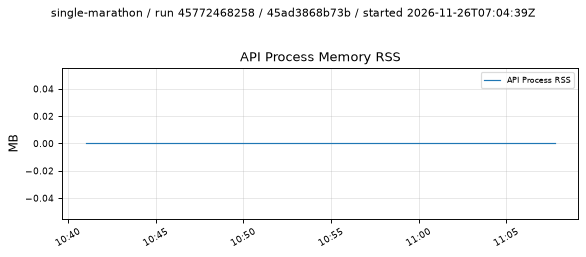 single-marathon / run 45772468258 / 45ad3868b73b / started 2026-11-26T07:04:39Z
API Process Memory RSS
API Process RSS
MB
0.04
0.02
0.00
−0.02
−0.04
10:40
10:45
10:50
10:55
11:00
11:05